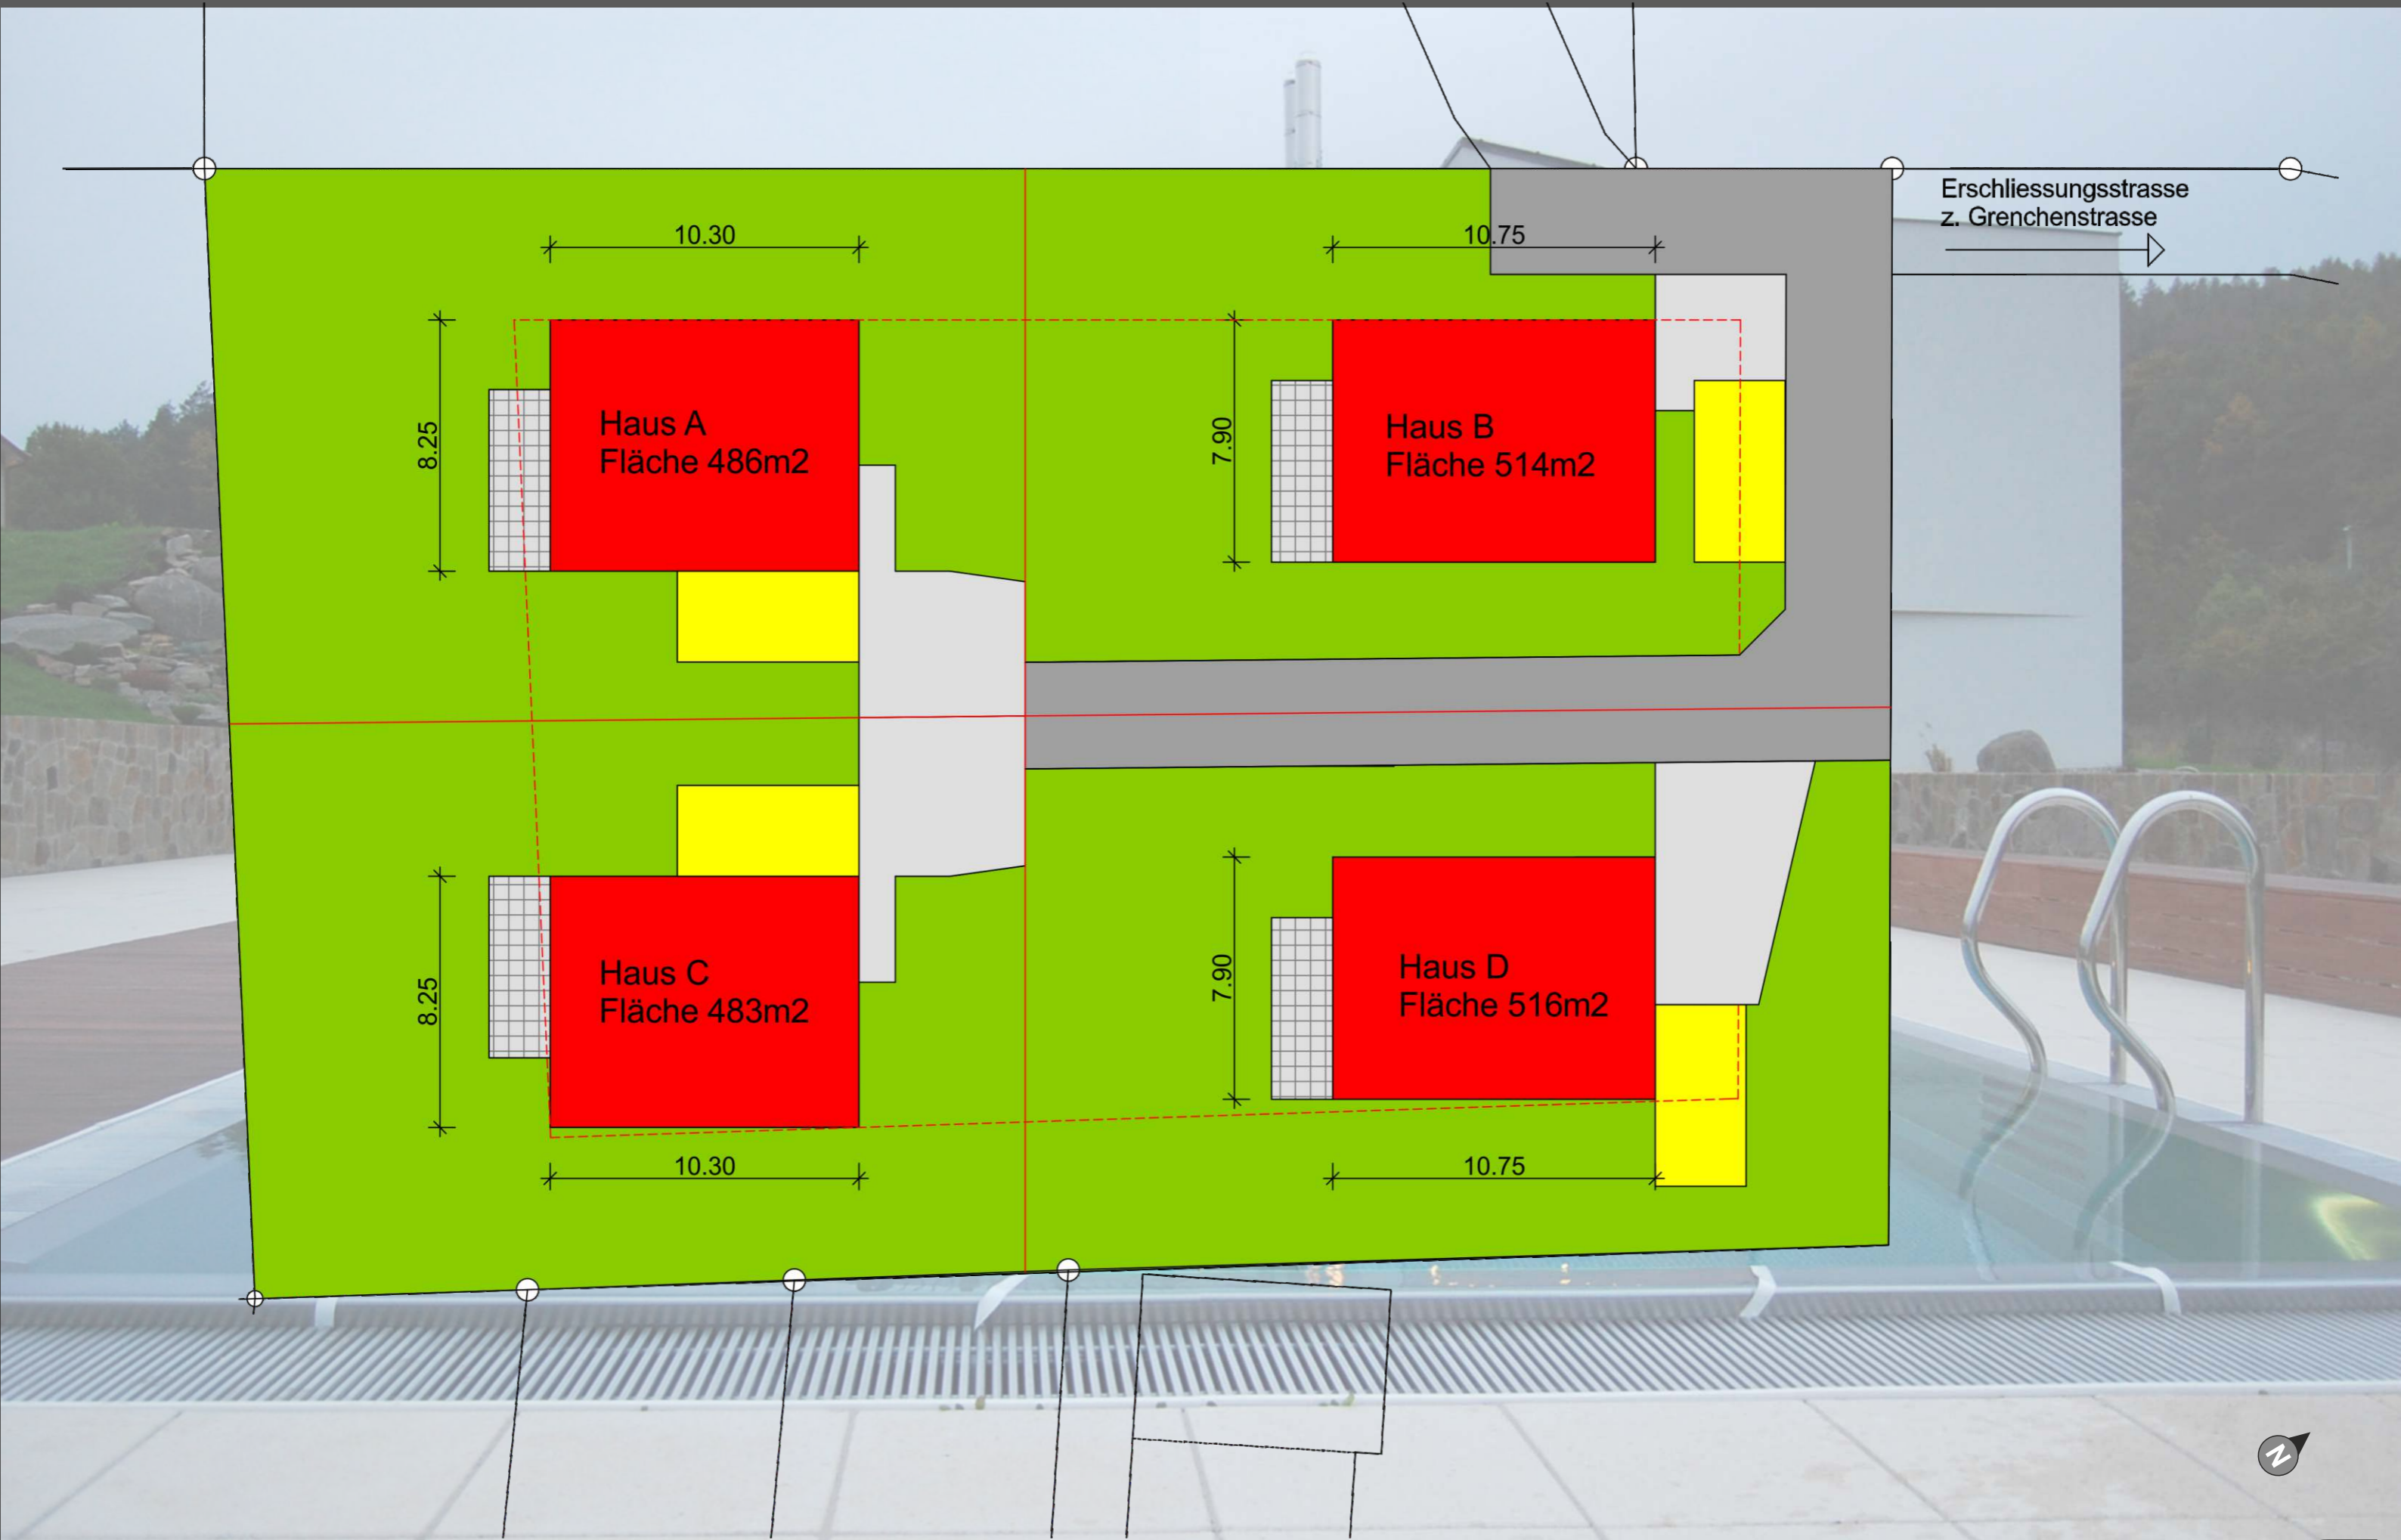 Erschliessungsstrasse
z. Grenchenstrasse
10.30
10.75
8.25
Haus A
Fläche 486m2
7.90
Haus B
Fläche 514m2
8.25
Haus C
Fläche 483m2
7.90
Haus D
Fläche 516m2
10.30
10.75
N